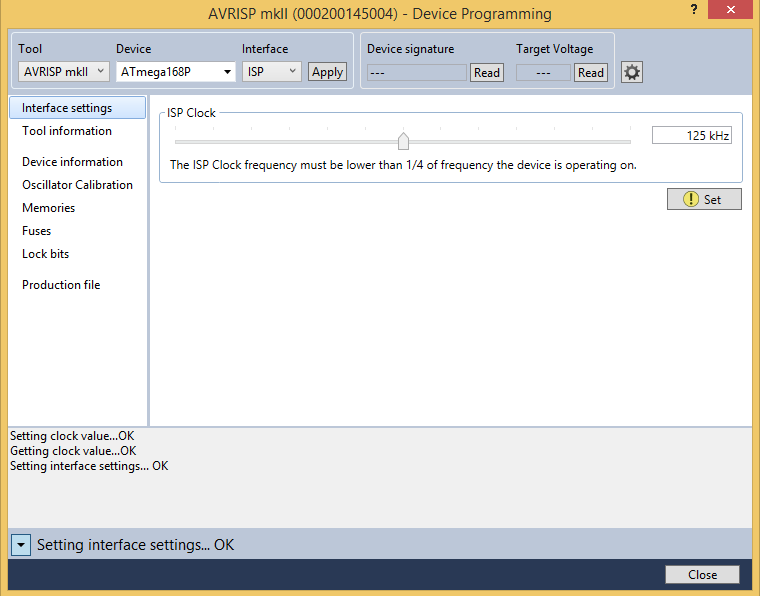 AVRISP mkII (000200145004) - Device Programming
?
Tool Device Interface Device signature Target Voltage
AVRISP mkII ATmega168P ISP Apply --- Read --- Read
Interface settings
Tool information
Device information
Oscillator Calibration
Memories
Fuses
Lock bits
Production file
ISP Clock
125 kHz
The ISP Clock frequency must be lower than 1/4 of frequency the device is operating on.
Set
Setting clock value...OK
Getting clock value...OK
Setting interface settings... OK
Setting interface settings... OK
Close